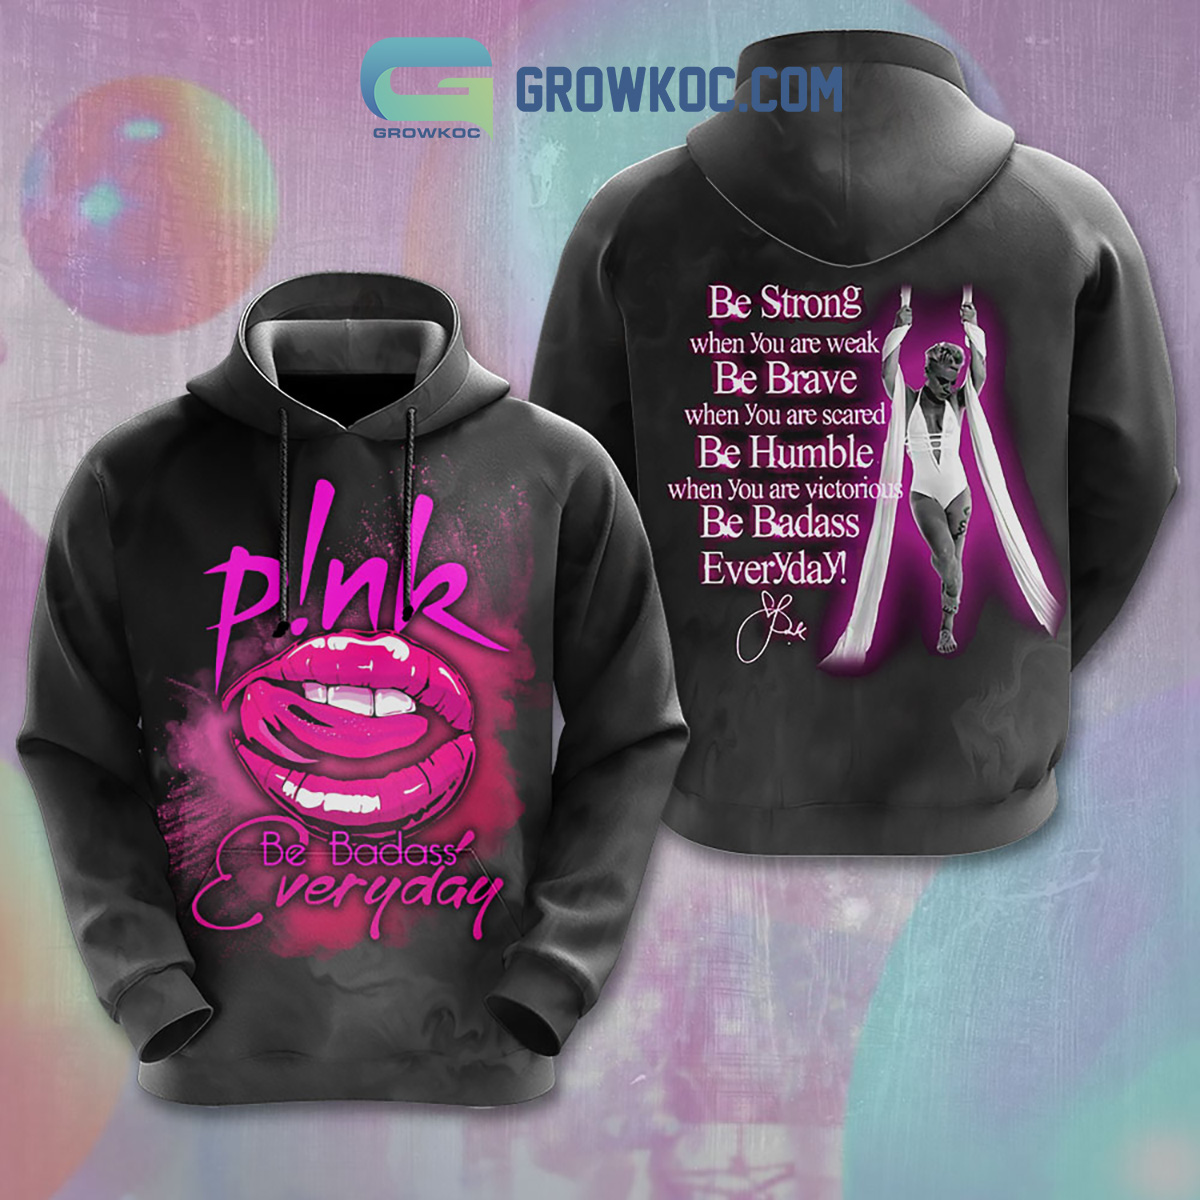 GROWKOC
GROWKOC.COM
p!nk
Be Badass
Everyday
Be Strong
when You are weak
Be Brave
when You are scared
Be Humble
when You are victorious
Be Badass
Everyday!
P!nk